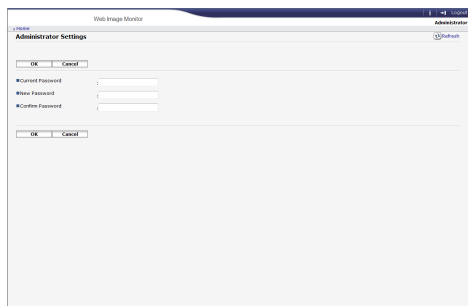 Web Image Monitor
Logout
Administrator
Home
Administrator Settings
Refresh
OK Cancel
Current Password :
New Password :
Confirm Password :
OK Cancel